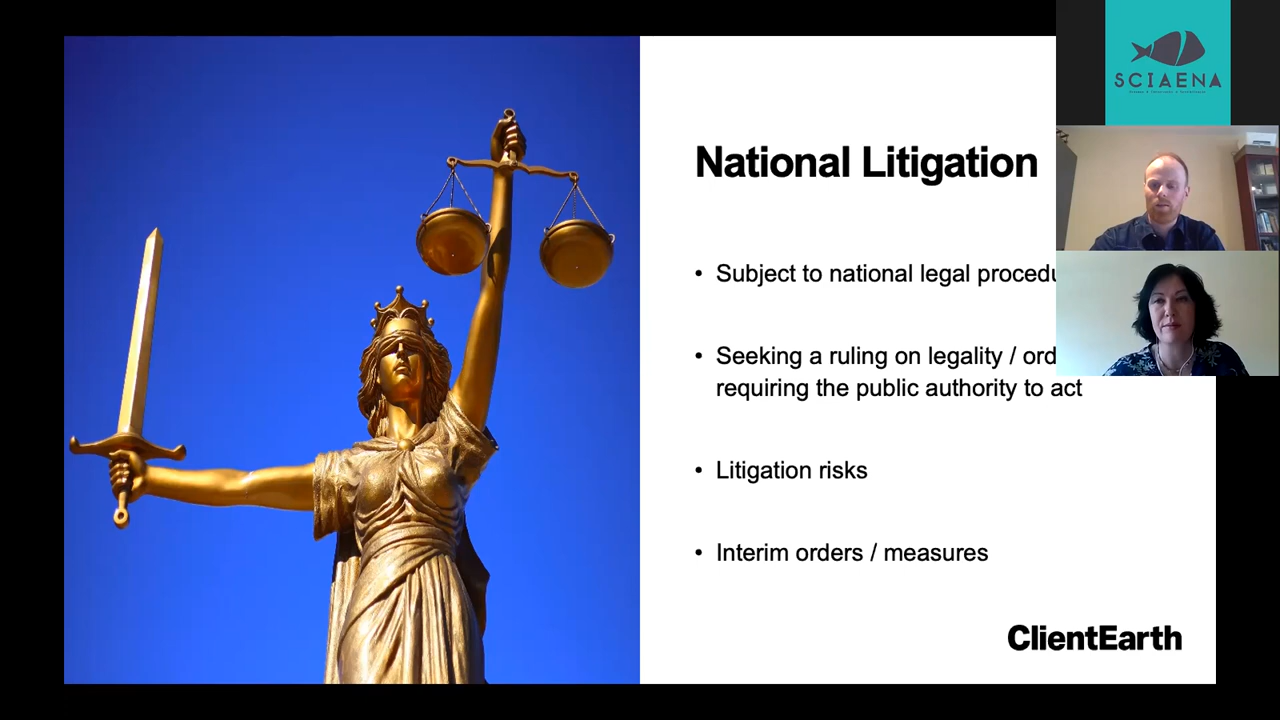 SCIAENA
National Litigation
• Subject to national legal procedu
• Seeking a ruling on legality / ord
requiring the public authority to act
• Litigation risks
• Interim orders / measures
ClientEarth